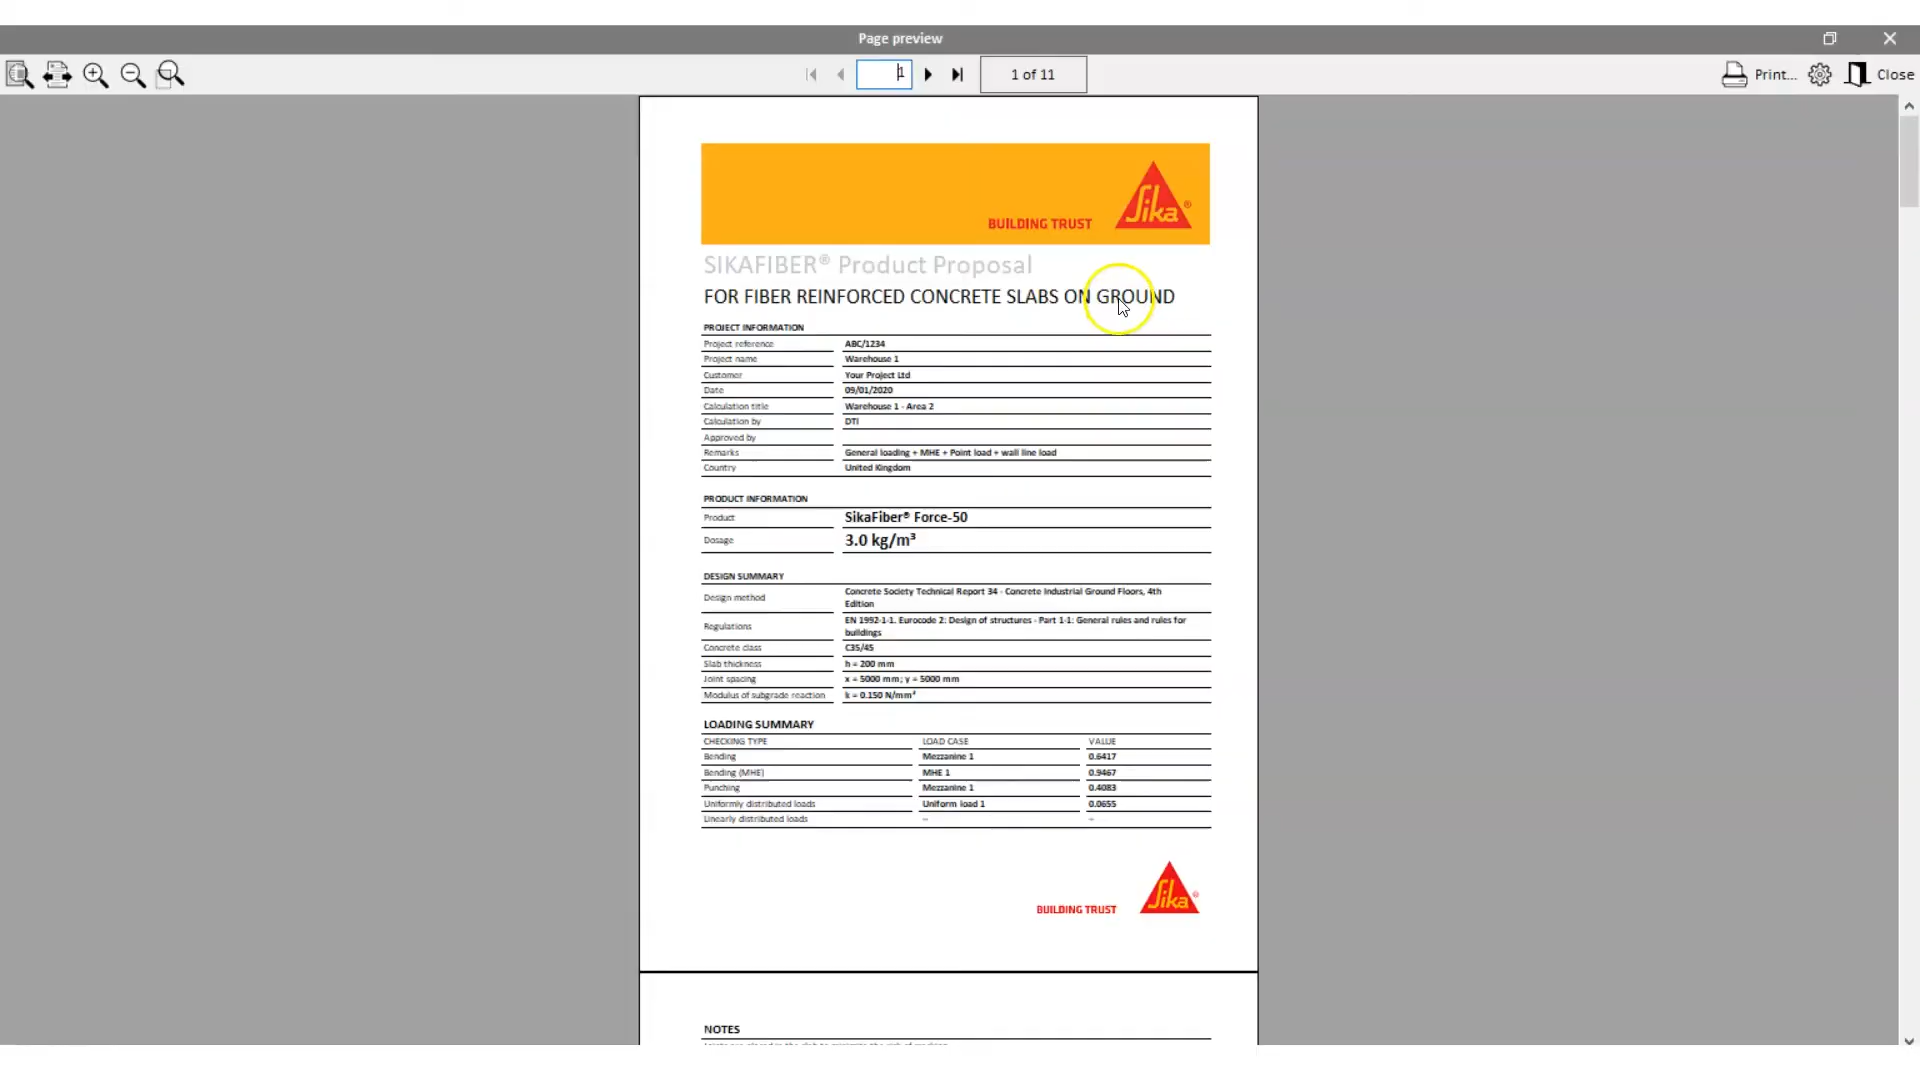 Page preview
1
1 of 11
Print...
Close
BUILDING TRUST
Sika®
SIKAFIBER® Product Proposal
FOR FIBER REINFORCED CONCRETE SLABS ON GROUND
PROJECT INFORMATION
Project reference ABC/1234
Project name Warehouse 1
Customer Your Project Ltd
Date 09/01/2020
Calculation title Warehouse 1 - Area 2
Calculation by DTI
Approved by
Remarks General loading + MHE + Point load + wall line load
Country United Kingdom
PRODUCT INFORMATION
Product SikaFiber® Force-50
Dosage 3.0 kg/m³
DESIGN SUMMARY
Design method Concrete Society Technical Report 34 - Concrete Industrial Ground Floors, 4th
Edition
Regulations EN 1992-1-1. Eurocode 2: Design of structures - Part 1-1: General rules and rules for
buildings
Concrete class C35/45
Slab thickness h = 200 mm
Joint spacing x = 5000 mm; y = 5000 mm
Modulus of subgrade reaction k = 0.150 N/mm³
LOADING SUMMARY
CHECKING TYPE LOAD CASE VALUE
Bending Mezzanine 1 0.6417
Bending (MHE) MHE 1 0.9467
Punching Mezzanine 1 0.4083
Uniformly distributed loads Uniform load 1 0.0655
Linearly distributed loads -- --
BUILDING TRUST
Sika®
NOTES